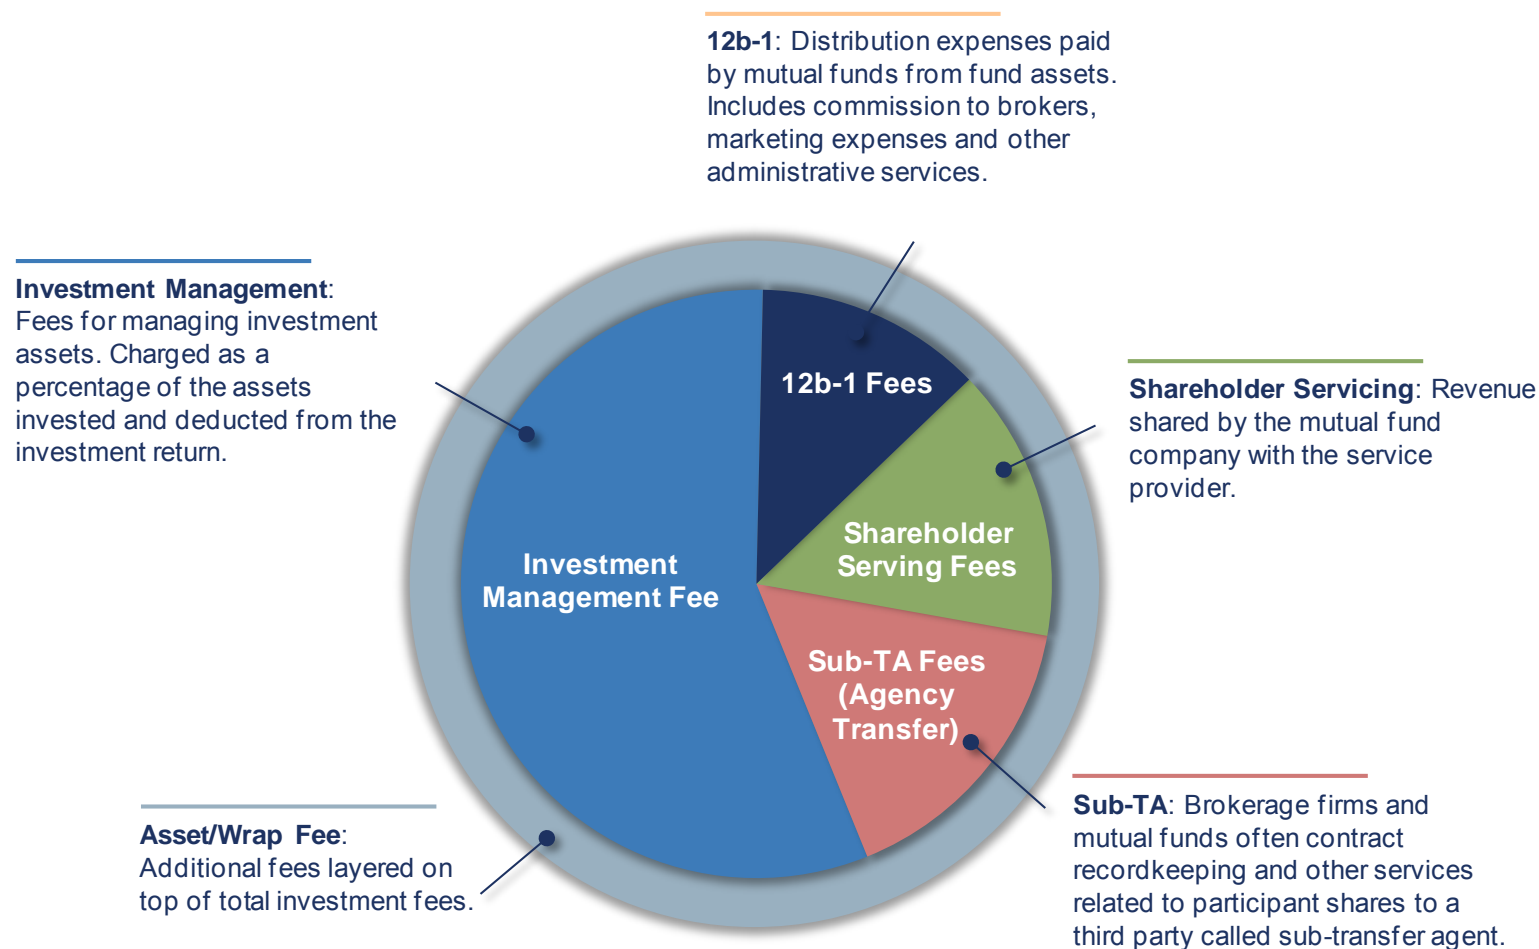 12b-1: Distribution expenses paid
by mutual funds from fund assets.
Includes commission to brokers,
marketing expenses and other
administrative services.
Investment Management:
Fees for managing investment
assets. Charged as a
percentage of the assets
invested and deducted from the
investment return.
12b-1 Fees
Shareholder Servicing: Revenue
shared by the mutual fund
company with the service
provider.
Shareholder
Serving Fees
Investment
Management Fee
Sub-TA Fees
(Agency
Transfer)
Asset/Wrap Fee:
Additional fees layered on
top of total investment fees.
Sub-TA: Brokerage firms and
mutual funds often contract
recordkeeping and other services
related to participant shares to a
third party called sub-transfer agent.